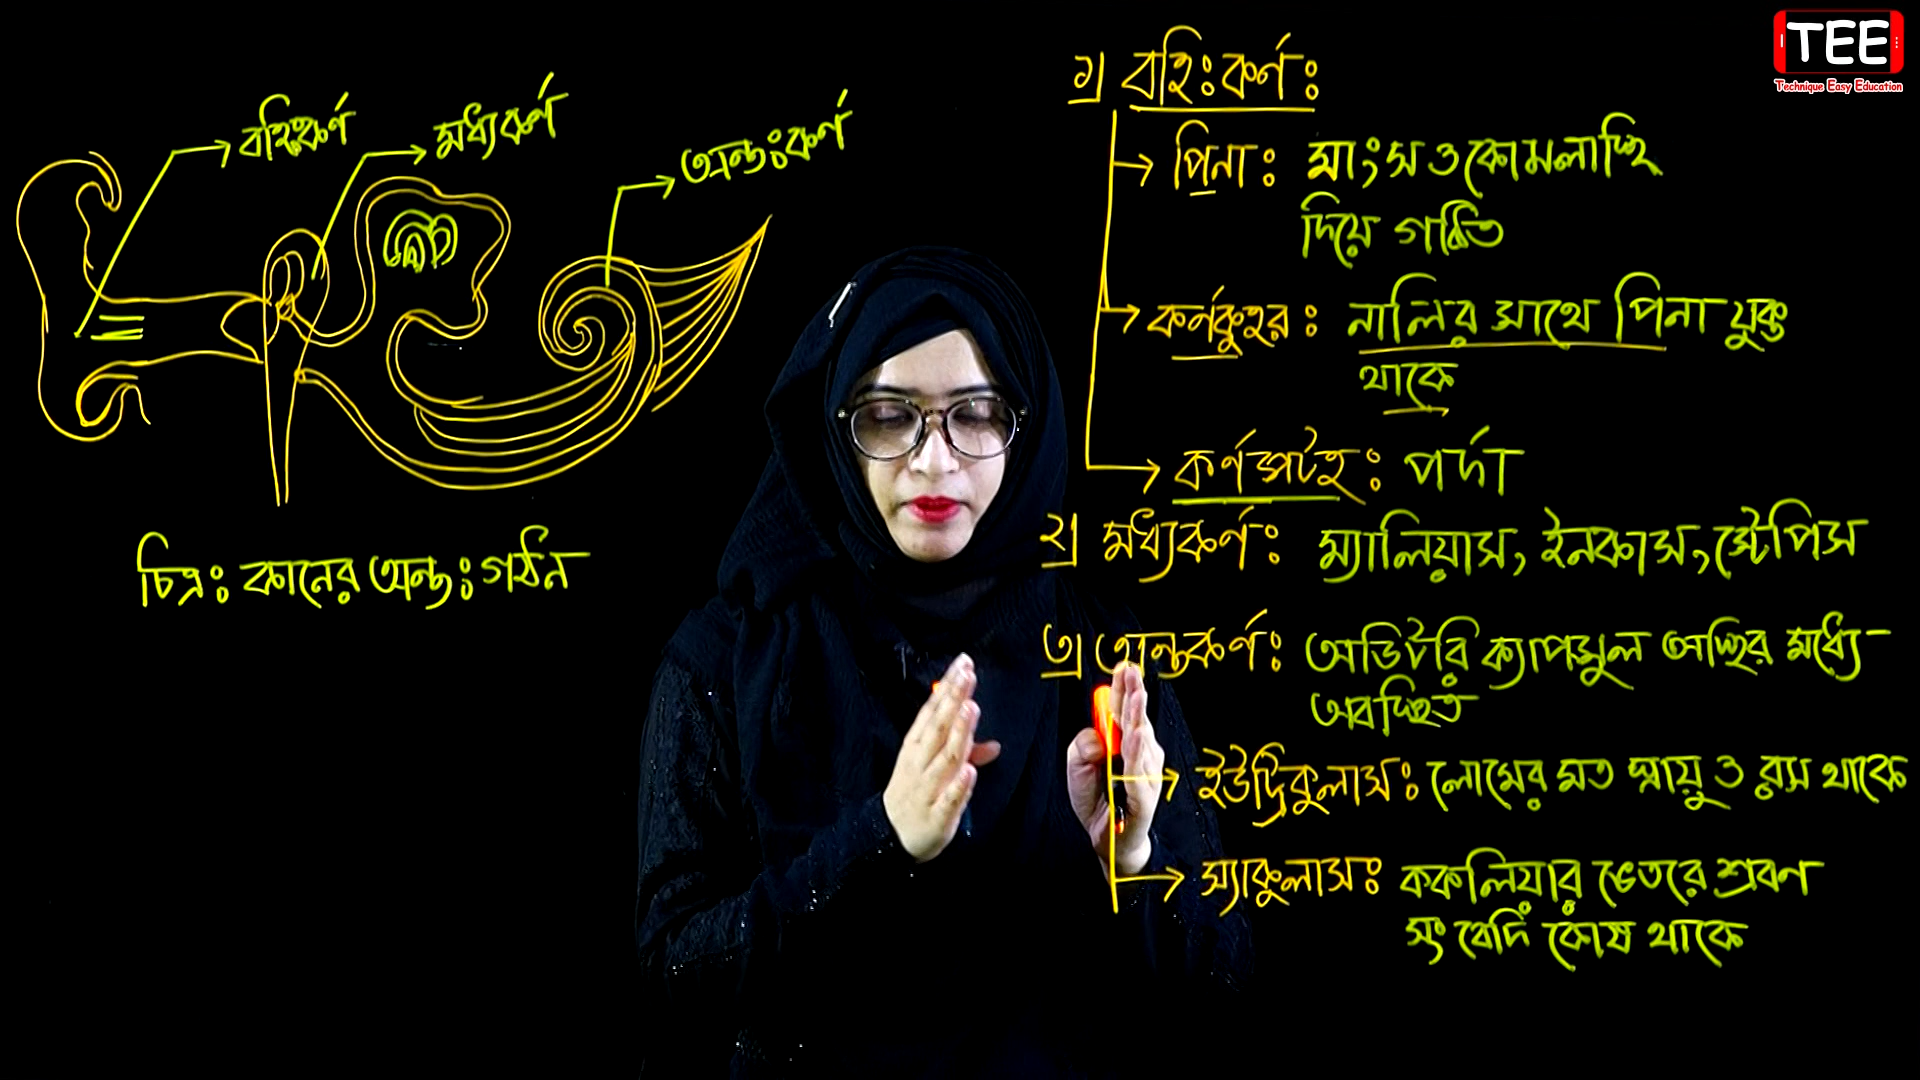 বহিঃকর্ণ
মধ্যকর্ণ
অন্তঃকর্ণ
চিত্রঃ কানের অন্তঃগঠন
১) বহিঃকর্ণঃ
পিনাঃ মাংস ও কোমলাস্থি
দিয়ে গঠিত
কর্নকুহরঃ নালির সাথে পিনা যুক্ত
থাকে
কর্ণপটহঃ পর্দা
২) মধ্যকর্ণঃ ম্যালিয়াস, ইনকাস, স্টেপিস
৩) অন্তকর্ণঃ অডিটরি ক্যাপসুল অস্থির মধ্যে
অবস্থিত
ইউট্রিকুলাসঃ লোমের মত স্নায়ু ও রস থাকে
স্যাকুলাসঃ ককলিয়ার ভেতরে শ্রবণ
সংবেদি কোষ থাকে
TEE
Technique Easy Education